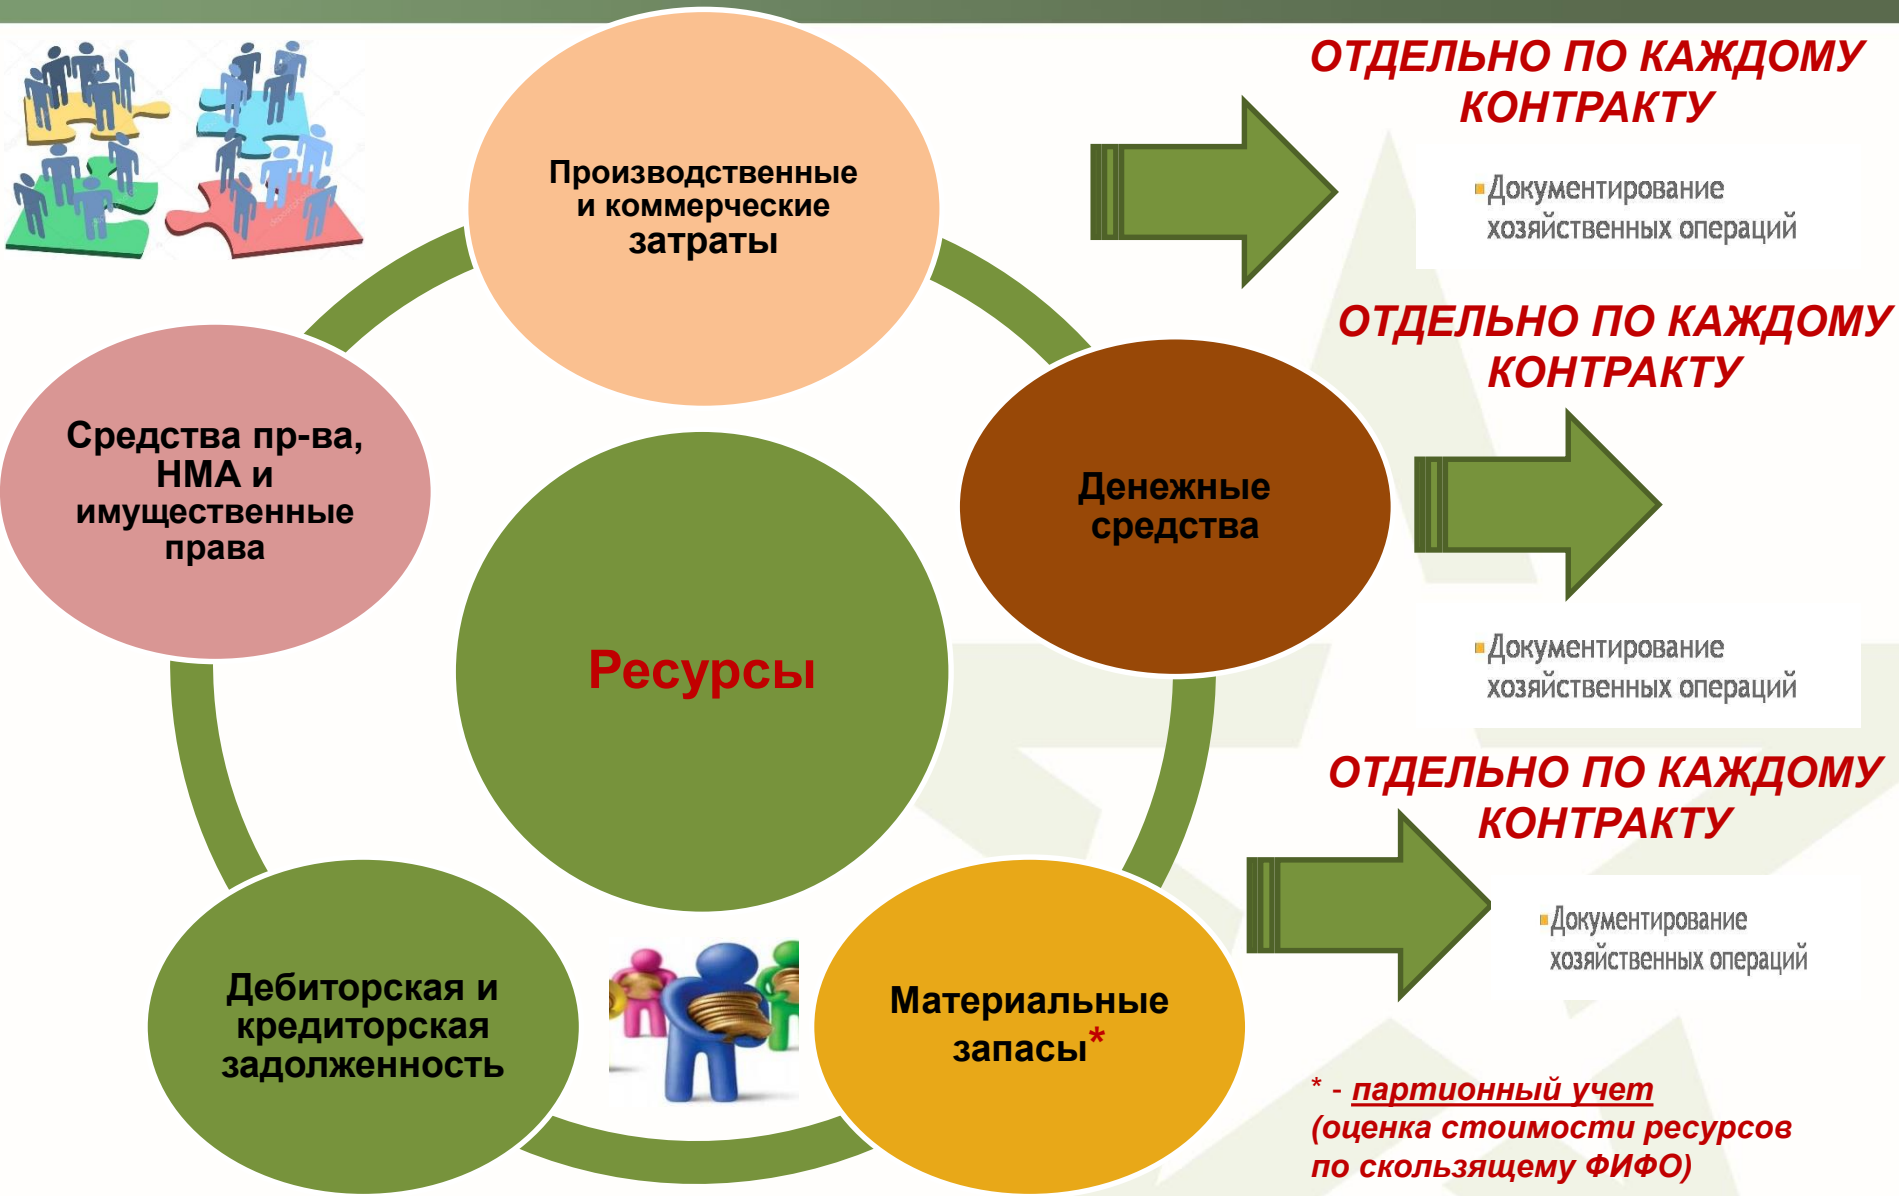 ОТДЕЛЬНО ПО КАЖДОМУ
КОНТРАКТУ
Производственные
и коммерческие
затраты
▪Документирование
хозяйственных операций
ОТДЕЛЬНО ПО КАЖДОМУ
КОНТРАКТУ
Средства пр-ва,
НМА и
имущественные
права
Денежные
средства
Ресурсы
▪Документирование
хозяйственных операций
ОТДЕЛЬНО ПО КАЖДОМУ
КОНТРАКТУ
▪Документирование
хозяйственных операций
Дебиторская и
кредиторская
задолженность
Материальные
запасы*
* - партионный учет
(оценка стоимости ресурсов
по скользящему ФИФО)